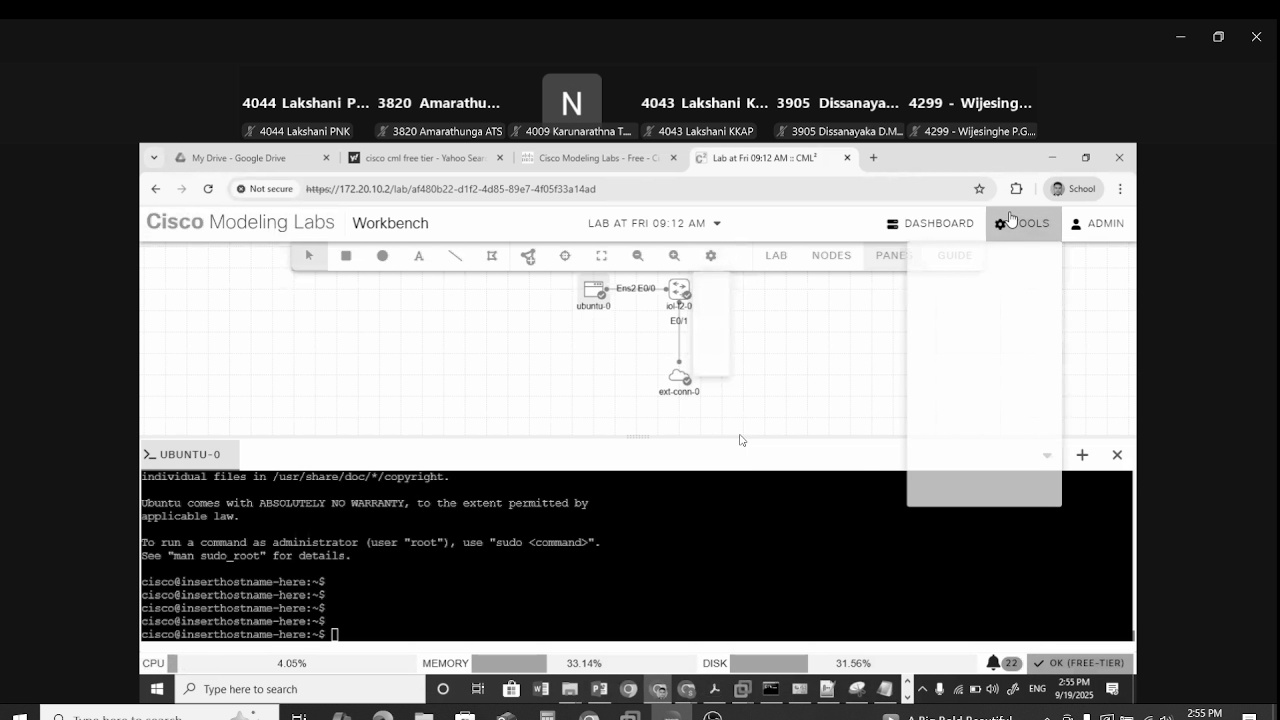 4044 Lakshani P... 3820 Amarathu... N 4043 Lakshani K... 3905 Dissanaya... 4299 - Wijesing...
4044 Lakshani PNK 3820 Amarathunga ATS 4009 Karunarathna T... 4043 Lakshani KKAP 3905 Dissanayaka D.M... 4299 - Wijesinghe P.G....
My Drive - Google Drive cisco cml free tier - Yahoo Sear Cisco Modeling Labs - Free - C Lab at Fri 09:12 AM :: CML²
Not secure https://172.20.10.2/lab/af480b22-d1f2-4d85-89e7-4f05f33a14ad School
Cisco Modeling Labs Workbench LAB AT FRI 09:12 AM DASHBOARD TOOLS ADMIN
A LAB NODES PANES GUIDE
Ens2 E0/0
ubuntu-0 iol-l2-0
E0/1
ext-conn-0
UBUNTU-0
individual files in /usr/share/doc/*/copyright.
Ubuntu comes with ABSOLUTELY NO WARRANTY, to the extent permitted by
applicable law.
To run a command as administrator (user "root"), use "sudo <command>".
See "man sudo_root" for details.
cisco@inserthostname-here:~$
cisco@inserthostname-here:~$
cisco@inserthostname-here:~$
cisco@inserthostname-here:~$
cisco@inserthostname-here:~$
CPU 4.05% MEMORY 33.14% DISK 31.56% 22 OK (FREE-TIER)
Type here to search ENG 2:55 PM
9/19/2025
Type here to search A Big Bold Beautiful 2:55 PM